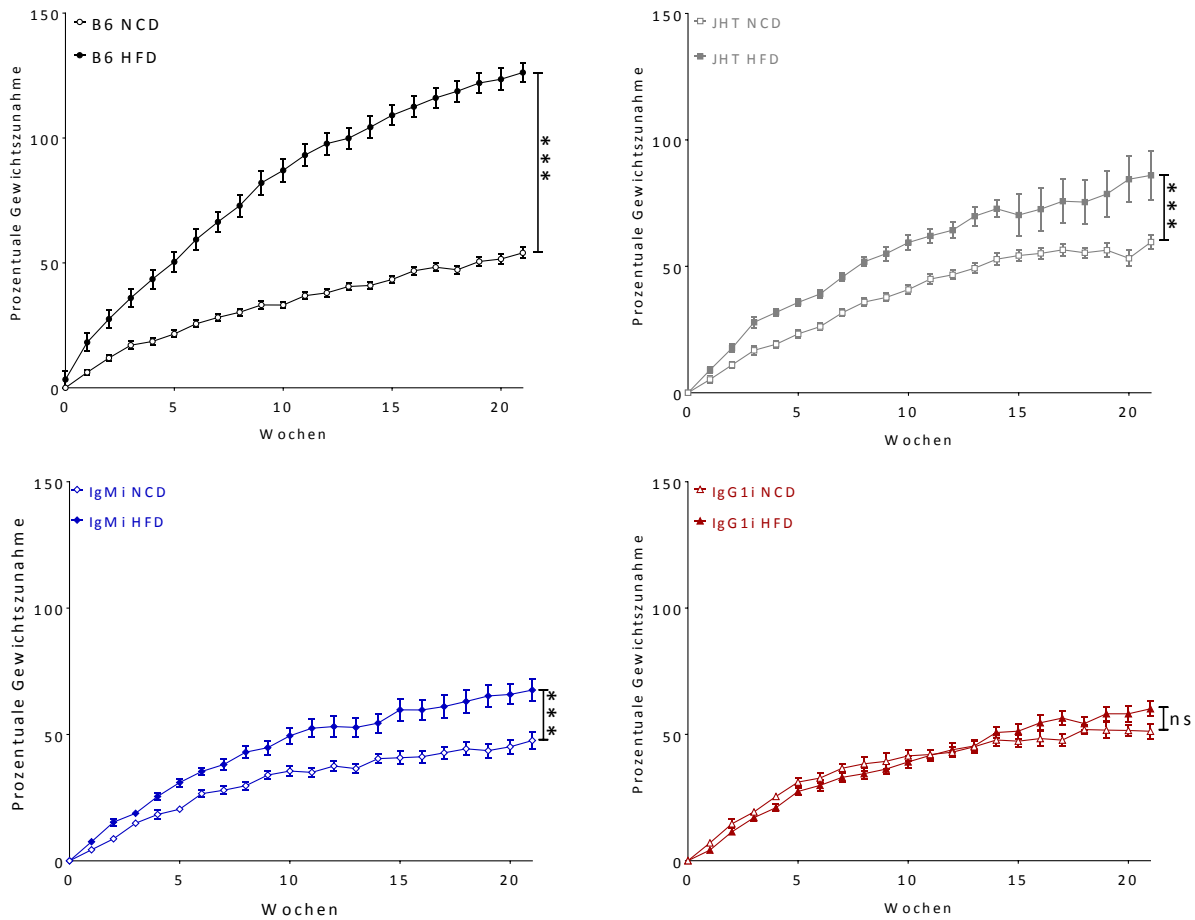 B6 NCD
B6 HFD
Prozentuale Gewichtszunahme
150
100
50
0
0 5 10 15 20
Wochen
***
JHT NCD
JHT HFD
Prozentuale Gewichtszunahme
150
100
50
0
0 5 10 15 20
Wochen
***
IgMi NCD
IgMi HFD
Prozentuale Gewichtszunahme
150
100
50
0
0 5 10 15 20
Wochen
***
IgG1i NCD
IgG1i HFD
Prozentuale Gewichtszunahme
150
100
50
0
0 5 10 15 20
Wochen
ns